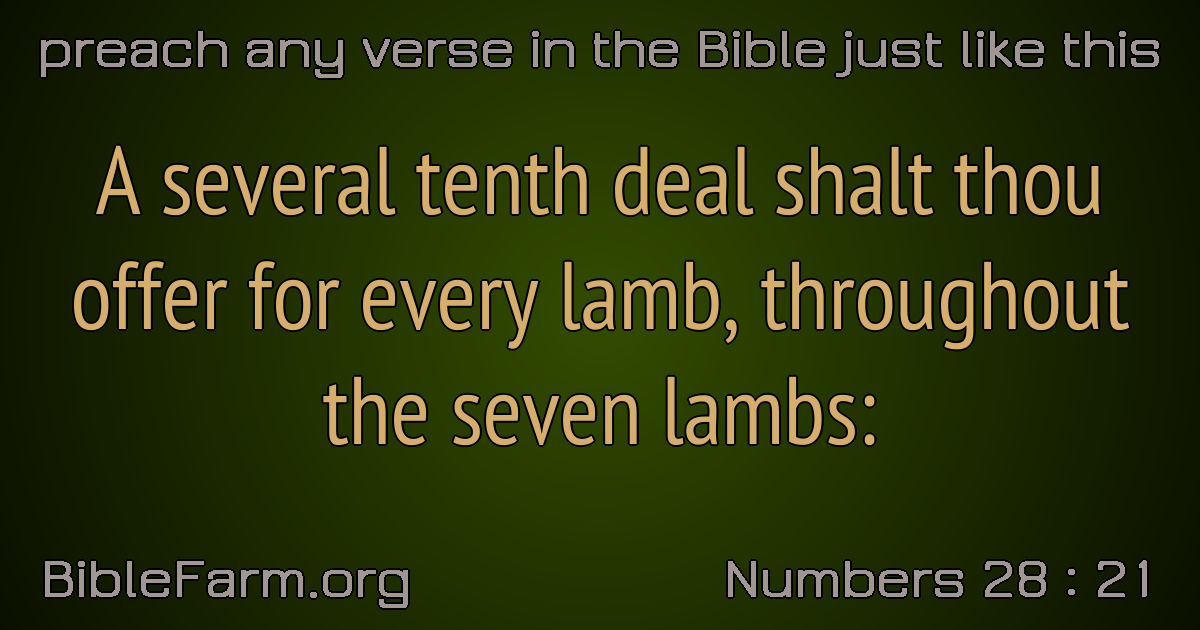 preach any verse in the Bible just like this
A several tenth deal shalt thou
offer for every lamb, throughout
the seven lambs:
BibleFarm.org
Numbers 28 : 21